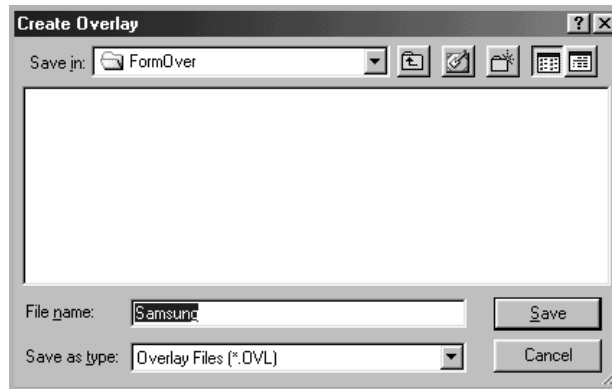 Create Overlay
Save in: FormOver
File name: Samsung Save
Save as type: Overlay Files (*.OVL) Cancel